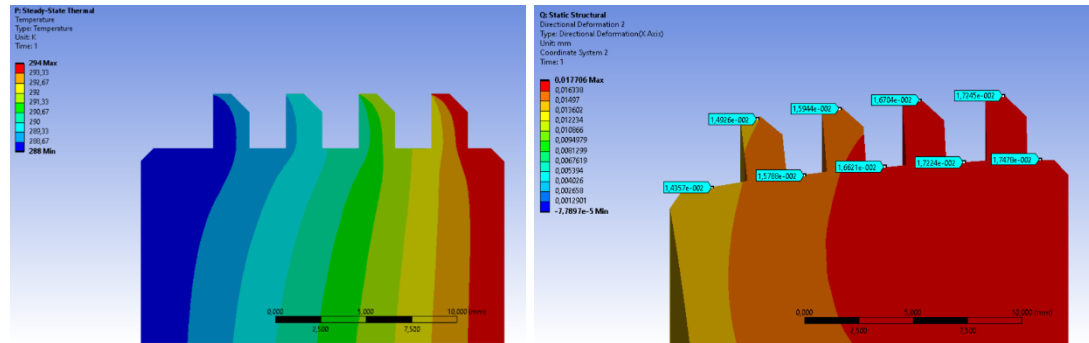 P: Steady-State Thermal
Temperature
Type: Temperature
Unit: K
Time: 1
294 Max
293,33
292,67
292
291,33
290,67
290
289,33
288,67
288 Min
0,000
5,000
10,000 (mm)
2,500
7,500
Q: Static Structural
Directional Deformation 2
Type: Directional Deformation(X Axis)
Unit: mm
Coordinate System 2
Time: 1
0,017706 Max
0,016338
0,01497
0,013602
0,012234
0,010866
0,0094979
0,0081299
0,0067619
0,005394
0,004026
0,002658
0,0012901
-7,7897e-5 Min
1,4926e-002
1,5944e-002
1,6704e-002
1,7245e-002
1,4357e-002
1,5788e-002
1,6621e-002
1,7224e-002
1,7478e-002
0,000
5,000
10,000 (mm)
2,500
7,500